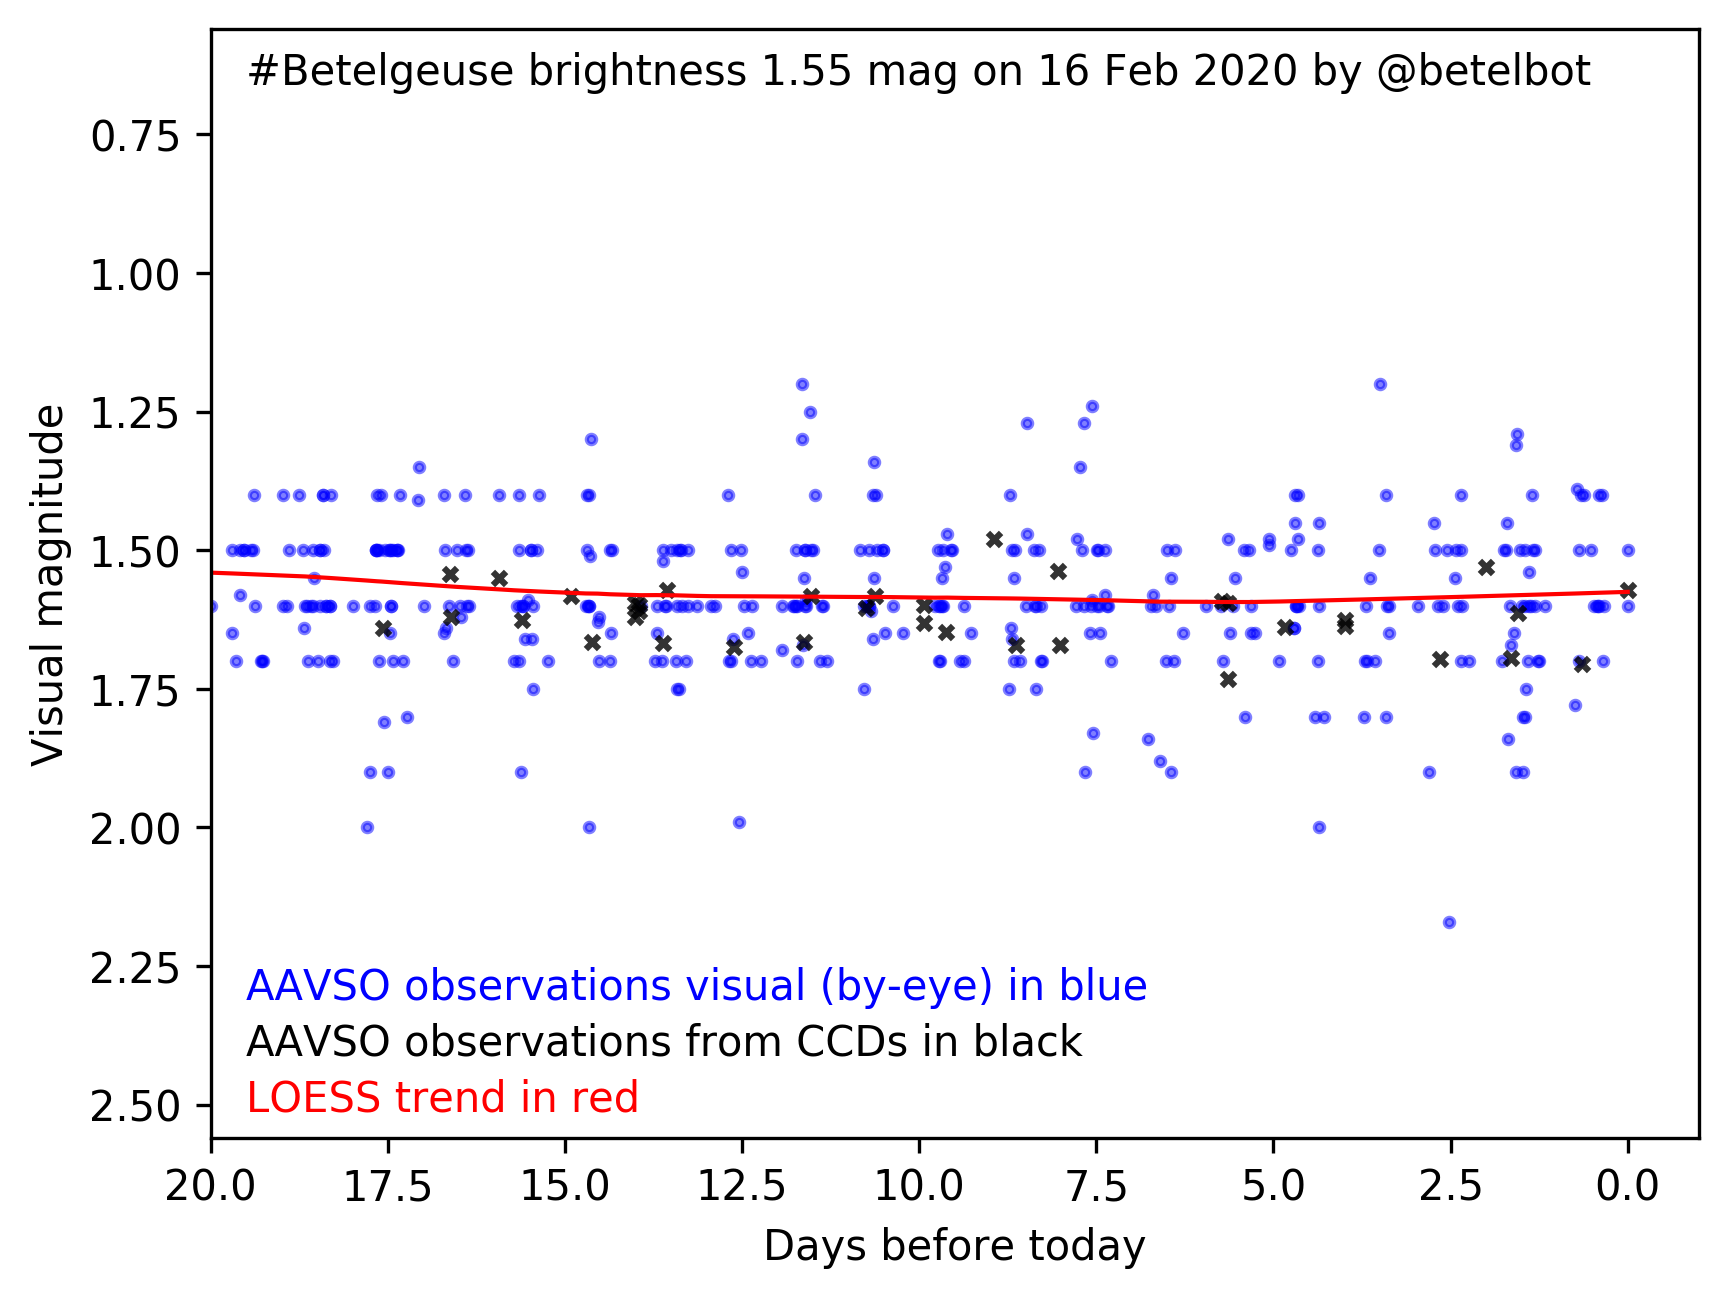 #Betelgeuse brightness 1.55 mag on 16 Feb 2020 by @betelbot
0.75
1.00
1.25
1.50
1.75
2.00
2.25
2.50
Visual magnitude
AAVSO observations visual (by-eye) in blue
AAVSO observations from CCDs in black
LOESS trend in red
20.0 17.5 15.0 12.5 10.0 7.5 5.0 2.5 0.0
Days before today